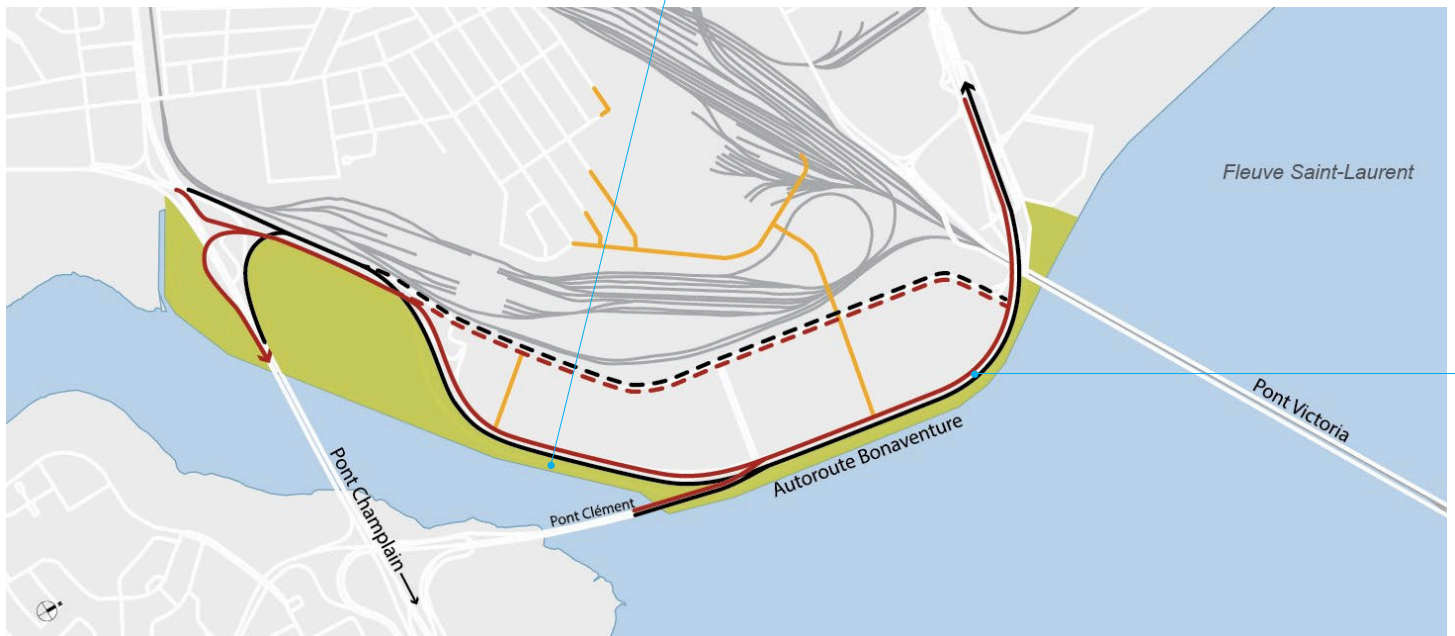 Fleuve Saint-Laurent
Pont Victoria
Autoroute Bonaventure
Pont Clément
Pont Champlain